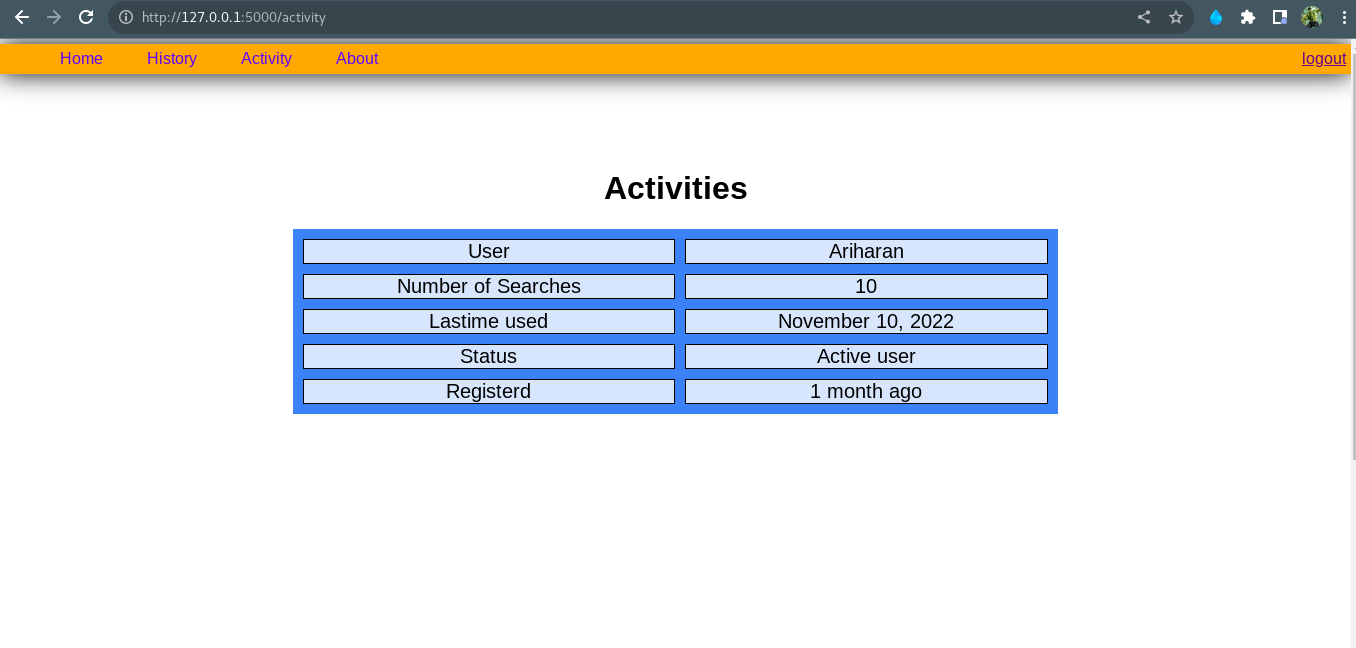 http://127.0.0.1:5000/activity
Home History Activity About logout
Activities
User Ariharan
Number of Searches 10
Lastime used November 10, 2022
Status Active user
Registerd 1 month ago